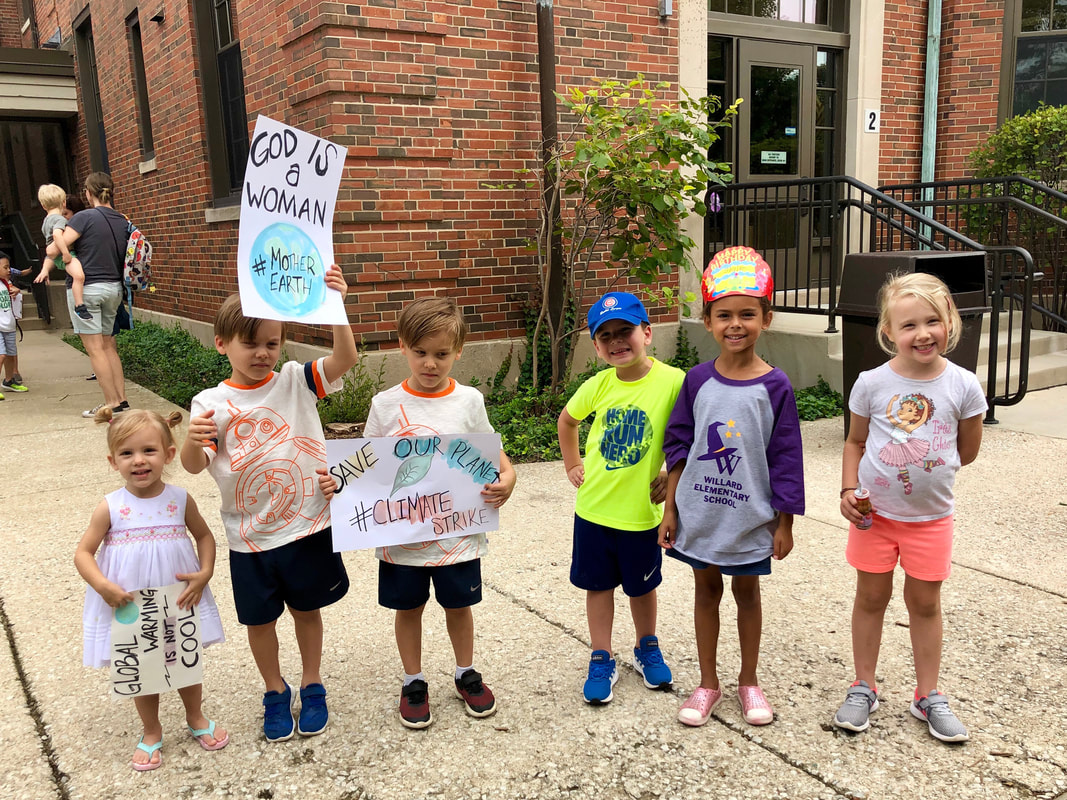 GOD IS
a
WOMAN
#MOTHER
EARTH
SAVE OUR PLANET
#CLIMATE
STRIKE
GLOBAL
WARMING
IS NOT
COOL
HOME
RUN
HERO
WILLARD
ELEMENTARY
SCHOOL
2